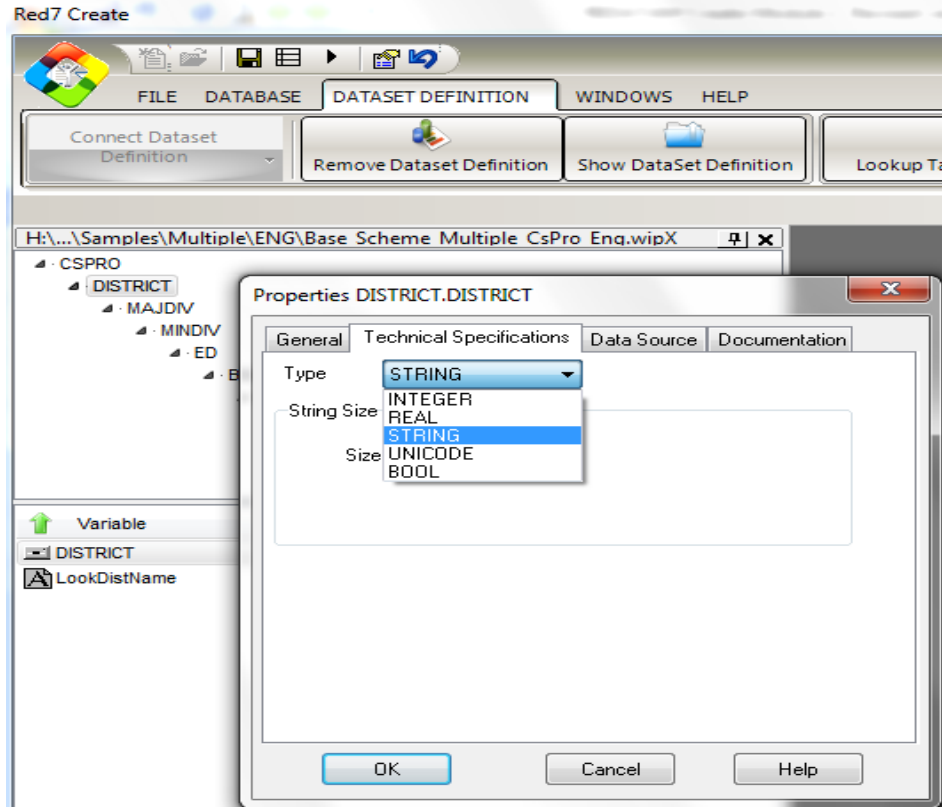 Red7 Create
FILE DATABASE DATASET DEFINITION WINDOWS HELP
Connect Dataset
Definition
Remove Dataset Definition
Show DataSet Definition
Lookup Ta
H:\...\Samples\Multiple\ENG\Base Scheme Multiple CsPro Eng.wipX
CSPRO
DISTRICT
MAJDIV
MINDIV
ED
B
Properties DISTRICT.DISTRICT
General Technical Specifications Data Source Documentation
Type STRING
INTEGER
REAL
STRING
UNICODE
BOOL
String Size
Size
Variable
DISTRICT
LookDistName
OK Cancel Help